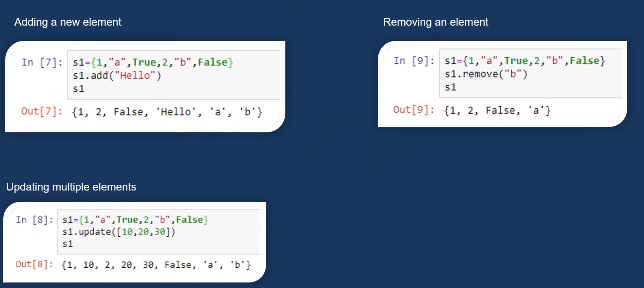 Adding a new element
In [7]: s1={1,"a",True,2,"b",False}
s1.add("Hello")
s1
Out[7]: {1, 2, False, 'Hello', 'a', 'b'}
Removing an element
In [9]: s1={1,"a",True,2,"b",False}
s1.remove("b")
s1
Out[9]: {1, 2, False, 'a'}
Updating multiple elements
In [8]: s1={1,"a",True,2,"b",False}
s1.update([10,20,30])
s1
Out[8]: {1, 10, 2, 20, 30, False, 'a', 'b'}